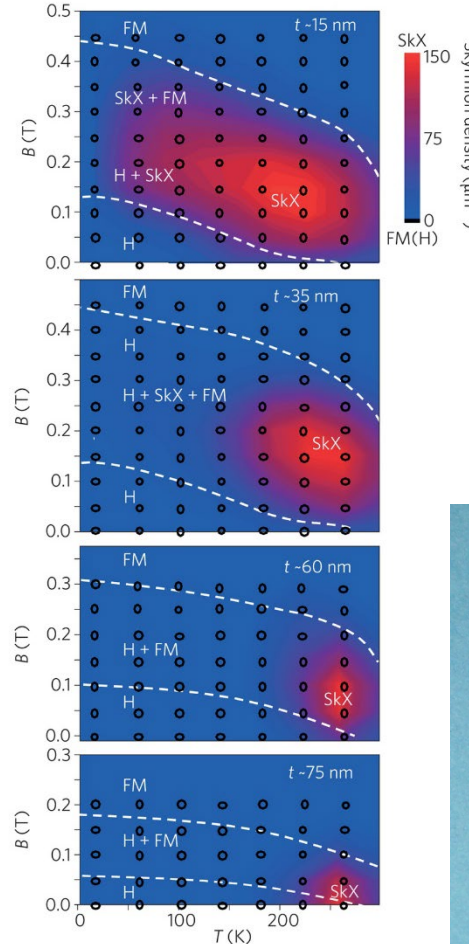 0.5
FM
t ~15 nm
0.4
SkX + FM
0.3
B (T)
0.2
H + SkX
SkX
0.1
H
0.0
SkX
150
75
0
FM(H)
Skyrmion density (μm
FM
t ~35 nm
0.4
H
0.3
B (T)
H + SkX + FM
0.2
SkX
0.1
H
0.0
FM
t ~60 nm
0.3
0.2
B (T)
H + FM
0.1
H
SkX
0.0
0.3
t ~75 nm
FM
0.2
B (T)
H + FM
0.1
H
SkX
0.0
0
100
200
T (K)